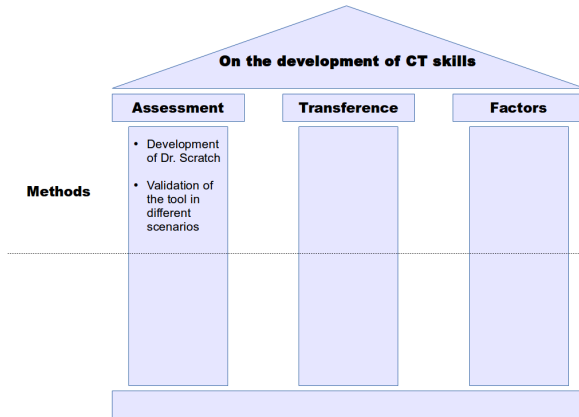 On the development of CT skills
Assessment
Transference
Factors
Methods
• Development
of Dr. Scratch
• Validation of
the tool in
different
scenarios